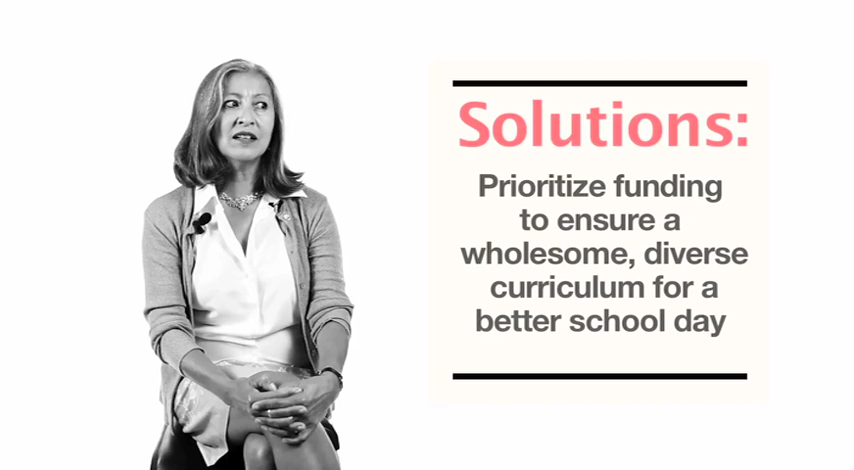 Solutions:
Prioritize funding
to ensure a
wholesome, diverse
curriculum for a
better school day